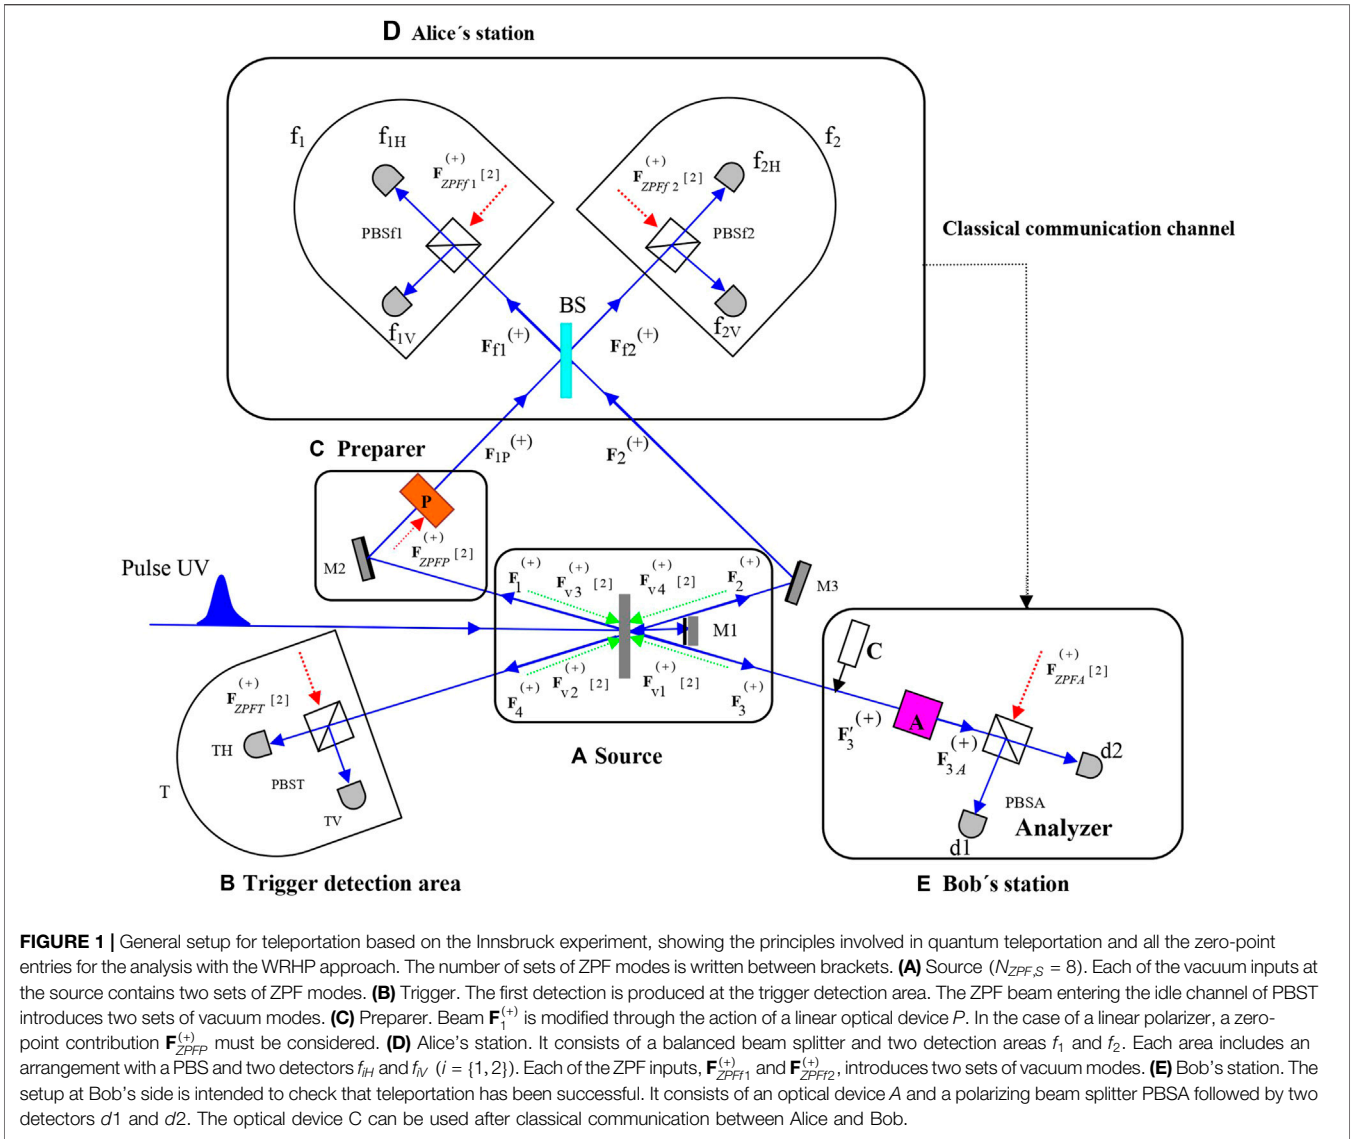 D Alice´s station
f1
f1H
F(+)ZPFf1 [2]
PBSf1
f1V
F(+)ZPFf2 [2]
f2H
f2
PBSf2
f2V
Classical communication channel
BS
Ff1(+)
Ff2(+)
C Preparer
F1P(+)
F2(+)
P
F(+)ZPFP [2]
M2
Pulse UV
F1(+)
Fv3(+) [2]
Fv4(+) [2]
F2(+)
M3
M1
F4(+)
Fv2(+) [2]
Fv1(+) [2]
F3(+)
A Source
F(+)ZPFT [2]
TH
PBST
T
TV
B Trigger detection area
C
F(+)ZPFA [2]
F′3(+)
A
F3A(+)
d2
PBSA
Analyzer
d1
E Bob´s station
FIGURE 1 | General setup for teleportation based on the Innsbruck experiment, showing the principles involved in quantum teleportation and all the zero-point
entries for the analysis with the WRHP approach. The number of sets of ZPF modes is written between brackets. (A) Source (NZPF,S = 8). Each of the vacuum inputs at
the source contains two sets of ZPF modes. (B) Trigger. The first detection is produced at the trigger detection area. The ZPF beam entering the idle channel of PBST
introduces two sets of vacuum modes. (C) Preparer. Beam F1(+) is modified through the action of a linear optical device P. In the case of a linear polarizer, a zero-
point contribution F(+)ZPFP must be considered. (D) Alice’s station. It consists of a balanced beam splitter and two detection areas f1 and f2. Each area includes an
arrangement with a PBS and two detectors fiH and fiV (i = {1, 2}). Each of the ZPF inputs, F(+)ZPFf1 and F(+)ZPFf2, introduces two sets of vacuum modes. (E) Bob’s station. The
setup at Bob’s side is intended to check that teleportation has been successful. It consists of an optical device A and a polarizing beam splitter PBSA followed by two
detectors d1 and d2. The optical device C can be used after classical communication between Alice and Bob.